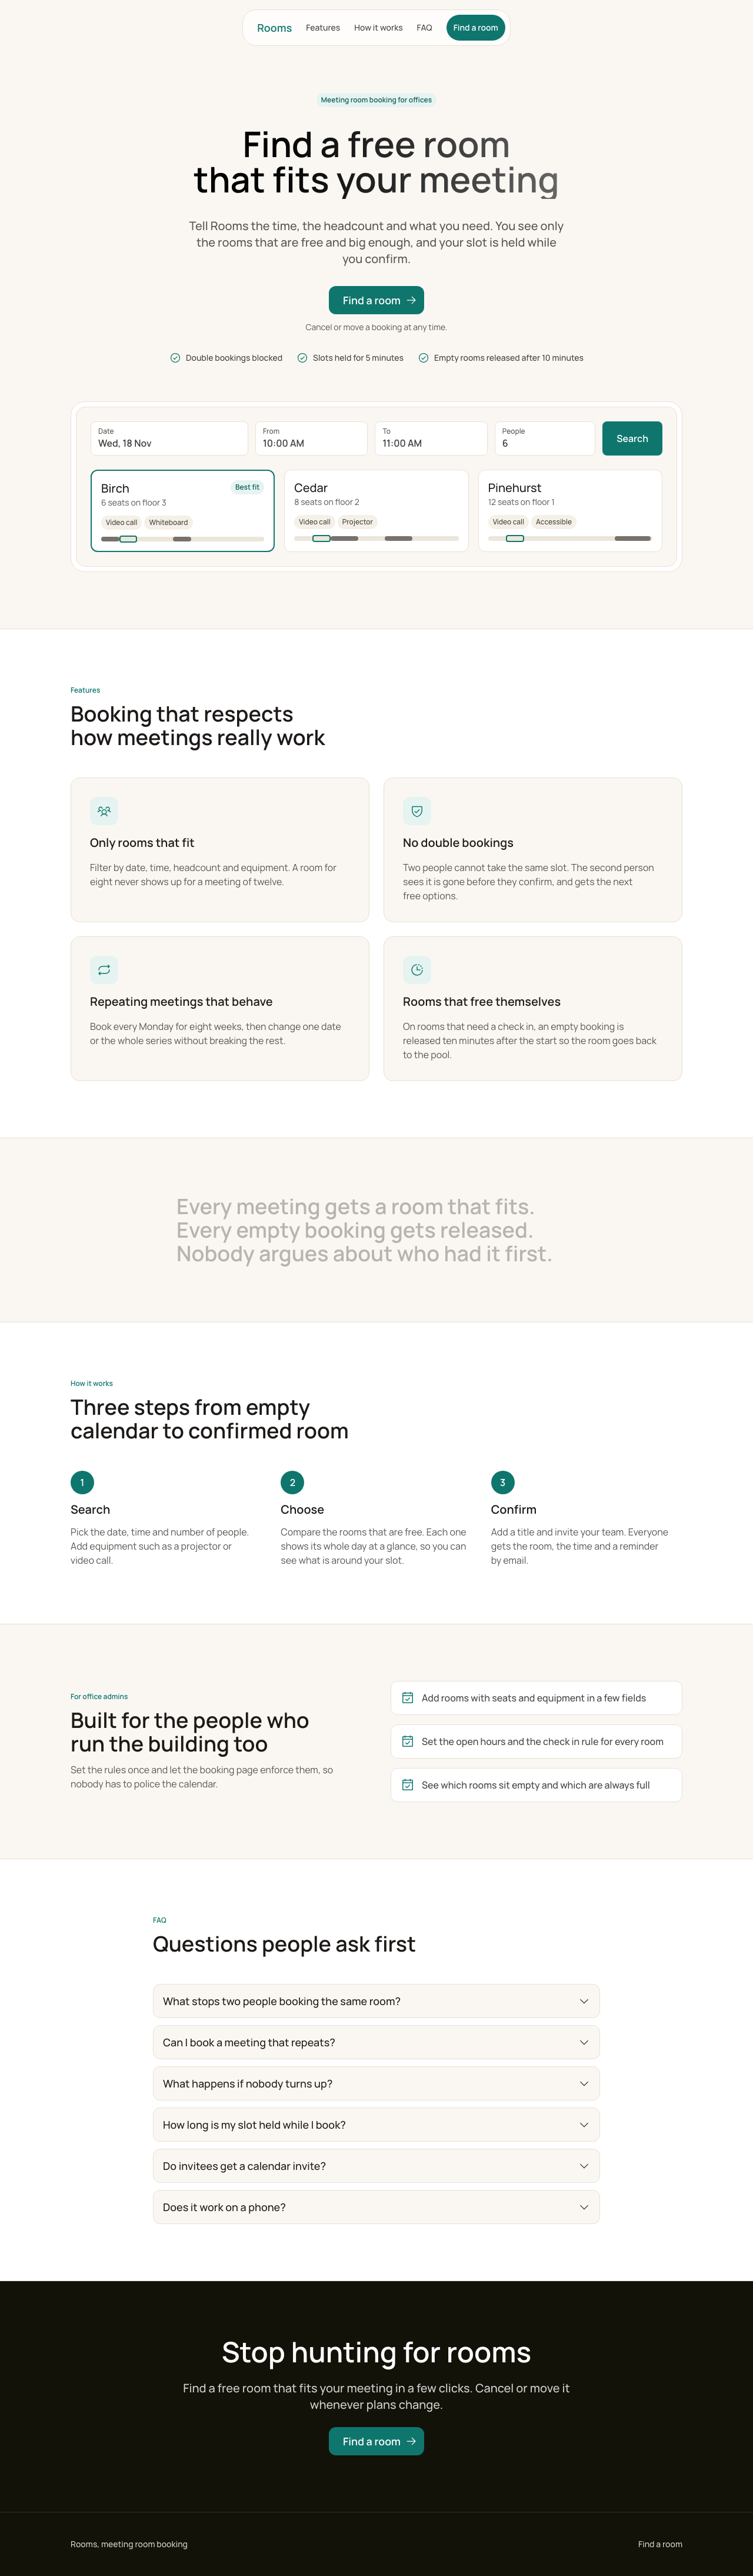 Rooms
Features
How it works
FAQ
Find a room
Meeting room booking for offices
Find a free room
that fits your meeting
Tell Rooms the time, the headcount and what you need. You see only
the rooms that are free and big enough, and your slot is held while
you confirm.
Find a room
Cancel or move a booking at any time.
Double bookings blocked
Slots held for 5 minutes
Empty rooms released after 10 minutes
Date
Wed, 18 Nov
From
10:00 AM
To
11:00 AM
People
6
Search
Birch
Best fit
6 seats on floor 3
Video call
Whiteboard
Cedar
8 seats on floor 2
Video call
Projector
Pinehurst
12 seats on floor 1
Video call
Accessible
Features
Booking that respects
how meetings really work
Only rooms that fit
Filter by date, time, headcount and equipment. A room for
eight never shows up for a meeting of twelve.
No double bookings
Two people cannot take the same slot. The second person
sees it is gone before they confirm, and gets the next
free options.
Repeating meetings that behave
Book every Monday for eight weeks, then change one date
or the whole series without breaking the rest.
Rooms that free themselves
On rooms that need a check in, an empty booking is
released ten minutes after the start so the room goes back
to the pool.
Every meeting gets a room that fits.
Every empty booking gets released.
Nobody argues about who had it first.
How it works
Three steps from empty
calendar to confirmed room
1
Search
Pick the date, time and number of people.
Add equipment such as a projector or
video call.
2
Choose
Compare the rooms that are free. Each one
shows its whole day at a glance, so you can
see what is around your slot.
3
Confirm
Add a title and invite your team. Everyone
gets the room, the time and a reminder
by email.
For office admins
Built for the people who
run the building too
Set the rules once and let the booking page enforce them, so
nobody has to police the calendar.
Add rooms with seats and equipment in a few fields
Set the open hours and the check in rule for every room
See which rooms sit empty and which are always full
FAQ
Questions people ask first
What stops two people booking the same room?
Can I book a meeting that repeats?
What happens if nobody turns up?
How long is my slot held while I book?
Do invitees get a calendar invite?
Does it work on a phone?
Stop hunting for rooms
Find a free room that fits your meeting in a few clicks. Cancel or move it
whenever plans change.
Find a room
Rooms, meeting room booking
Find a room